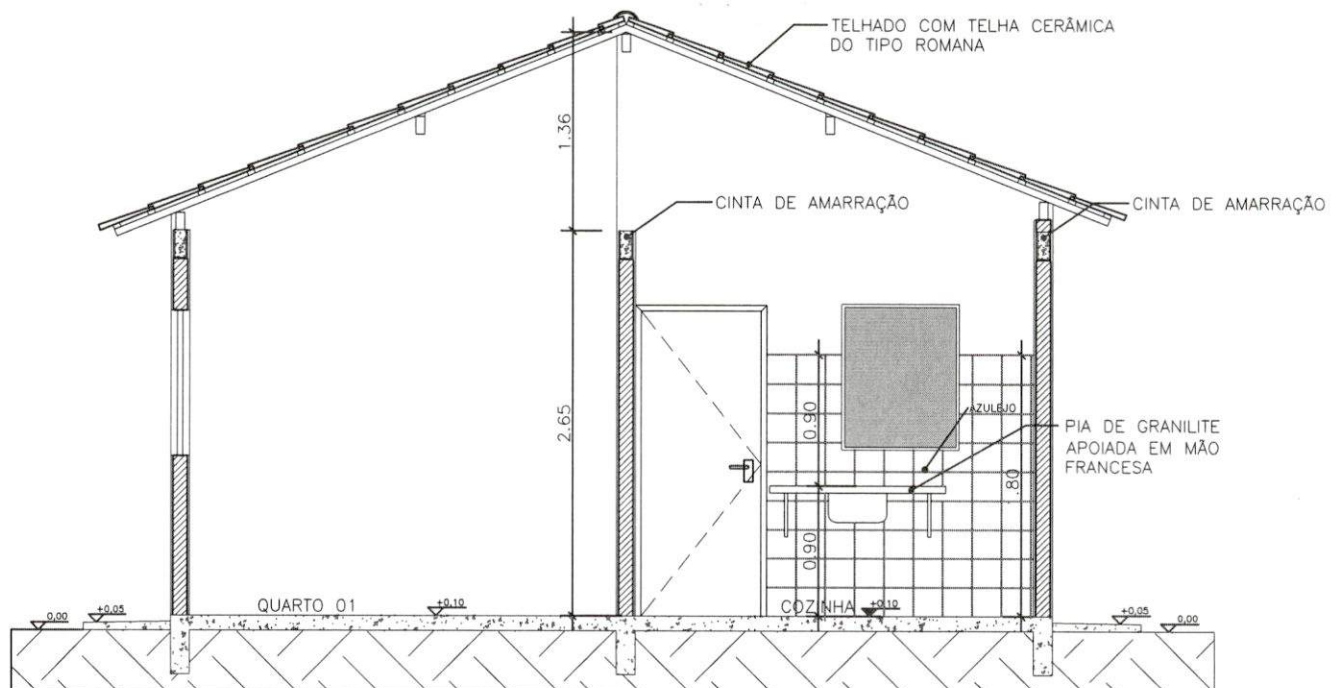 TELHADO COM TELHA CERÂMICA
DO TIPO ROMANA
1.36
CINTA DE AMARRAÇÃO
CINTA DE AMARRAÇÃO
2.65
0.90
AZULEJO
PIA DE GRANILITE
APOIADA EM MÃO
FRANCESA
.80
0.90
QUARTO 01
+0,10
COZINHA
+0,10
0,00
+0,05
+0,05
0,00